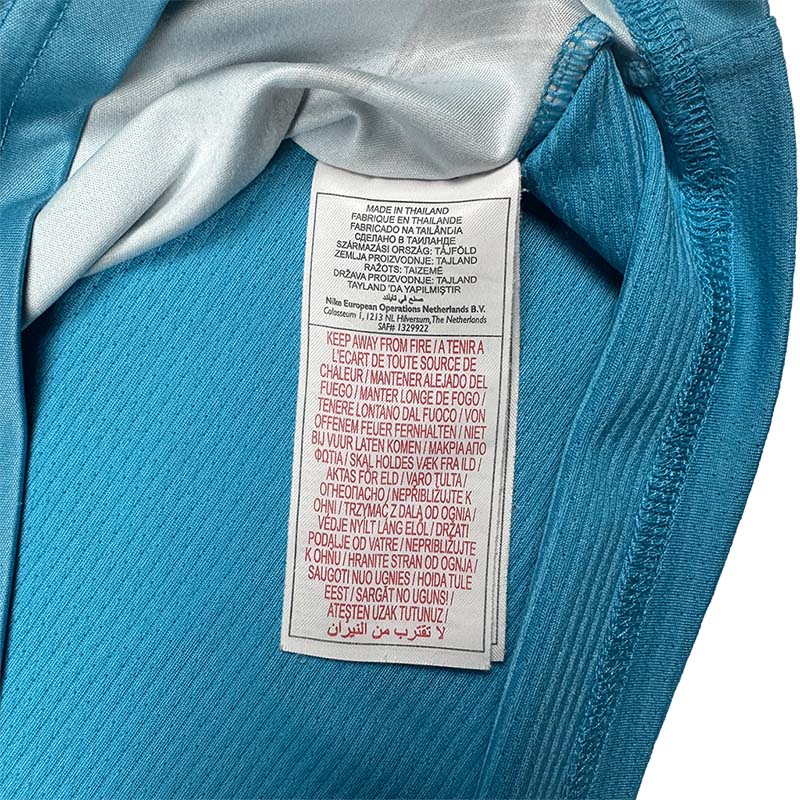 MADE IN THAILAND
FABRIQUE EN THAILANDE
FABRICADO NA TAILÂNDIA
СДЕЛАНО В ТАИЛАНДЕ
SZÁRMAZÁSI ORSZÁG: TÁJFÖLD
ZEMLJA PROIZVODNJE: TAJLAND
RAŽOTS: TAIZEMĒ
DRŽAVA PROIZVODNJE: TAJLAND
TAYLAND 'DA YAPILMIŞTIR
صنع في تايلند
Nike European Operations Netherlands B.V.
Colosseum 1, 1213 NL Hilversum, The Netherlands
SAF# 1329922
KEEP AWAY FROM FIRE / A TENIR A
L'ECART DE TOUTE SOURCE DE
CHALEUR / MANTENER ALEJADO DEL
FUEGO / MANTER LONGE DE FOGO /
TENERE LONTANO DAL FUOCO / VON
OFFENEM FEUER FERNHALTEN / NIET
BIJ VUUR LATEN KOMEN / ΜΑΚΡΙΑ ΑΠΟ
ΦΩΤΙΑ / SKAL HOLDES VÆK FRA ILD /
AKTAS FÖR ELD / VARO TULTA /
ОГНЕОПАСНО / NEPŘIBLIŽUJTE K
OHNI / TRZYMAĆ Z DALA OD OGNIA /
VÉDJE NYÍLT LÁNG ELŐL / DRŽATI
PODALJE OD VATRE / NEPRIBLIŽUJTE
K OHŇU / HRANITE STRAN OD OGNJA /
SAUGOTI NUO UGNIES / HOIDA TULE
EEST / SARGĀT NO UGUNS /
ATEŞTEN UZAK TUTUNUZ /
لا تقترب من النيران